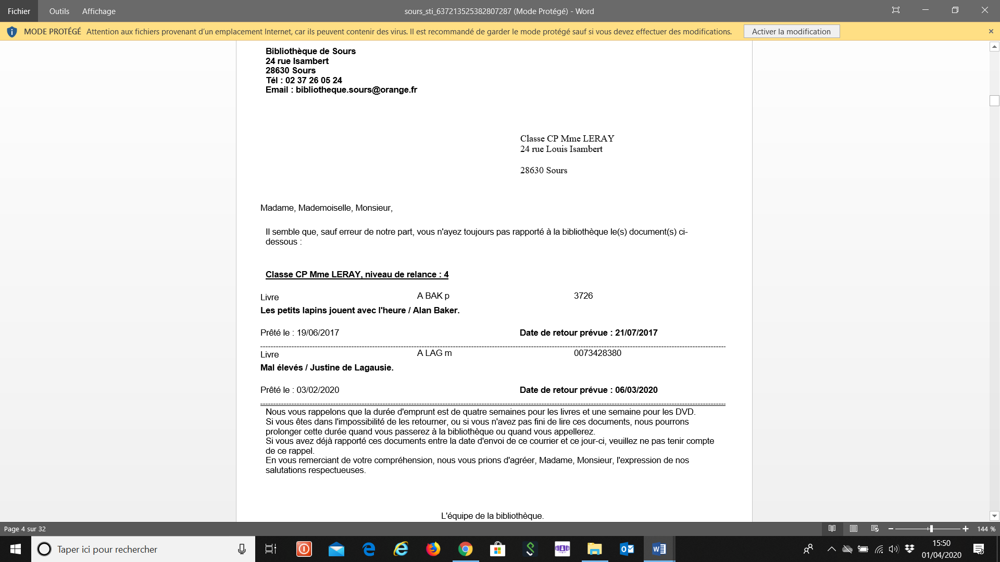 Fichier Outils Affichage sours_sti_637213525382807287 (Mode Protégé) - Word
MODE PROTÉGÉ Attention aux fichiers provenant d'un emplacement Internet, car ils peuvent contenir des virus. Il est recommandé de garder le mode protégé sauf si vous devez effectuer des modifications. Activer la modification
Bibliothèque de Sours
24 rue Isambert
28630 Sours
Tél : 02 37 26 05 24
Email : bibliotheque.sours@orange.fr
Classe CP Mme LERAY
24 rue Louis Isambert
28630 Sours
Madame, Mademoiselle, Monsieur,
Il semble que, sauf erreur de notre part, vous n'ayez toujours pas rapporté à la bibliothèque le(s) document(s) ci-
dessous :
Classe CP Mme LERAY, niveau de relance : 4
Livre A BAK p 3726
Les petits lapins jouent avec l'heure / Alan Baker.
Prêté le : 19/06/2017 Date de retour prévue : 21/07/2017
Livre A LAG m 0073428380
Mal élevés / Justine de Lagausie.
Prêté le : 03/02/2020 Date de retour prévue : 06/03/2020
Nous vous rappelons que la durée d'emprunt est de quatre semaines pour les livres et une semaine pour les DVD.
Si vous êtes dans l'impossibilité de les retourner, ou si vous n'avez pas fini de lire ces documents, nous pourrons
prolonger cette durée quand vous passerez à la bibliothèque ou quand vous appellerez.
Si vous avez déjà rapporté ces documents entre la date d'envoi de ce courrier et ce jour-ci, veuillez ne pas tenir compte
de ce rappel.
En vous remerciant de votre compréhension, nous vous prions d'agréer, Madame, Monsieur, l'expression de nos
salutations respectueuses.
L'équipe de la bibliothèque.
Page 4 sur 32 144 %
Taper ici pour rechercher
15:50
01/04/2020